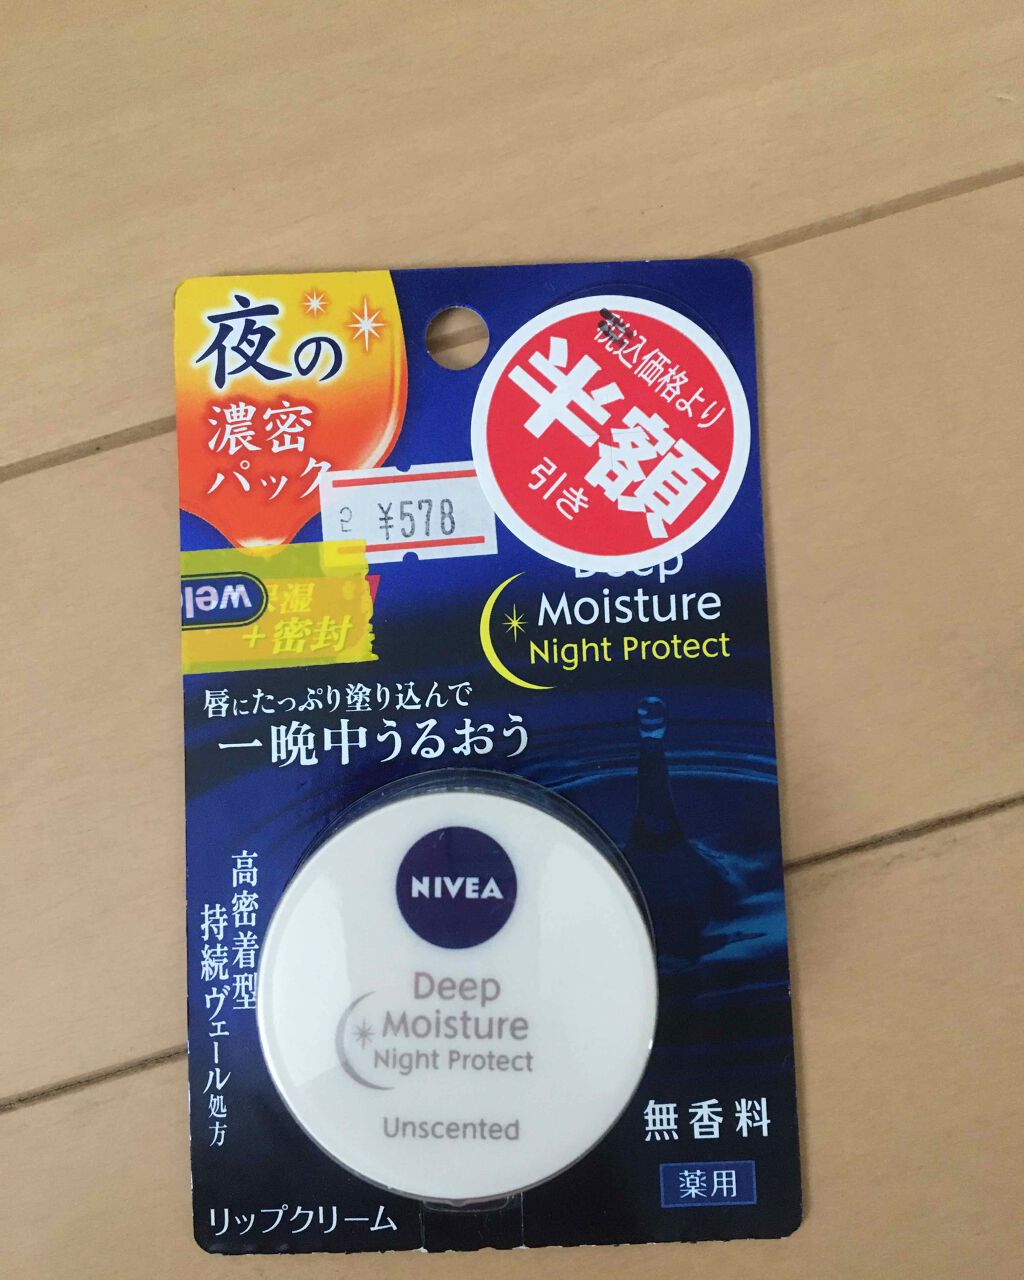 夜の
濃密
パック
税込価格より
半額
引き
¥578
Deep
Moisture
Night Protect
welc
保湿
+密封
唇にたっぷり塗り込んで
一晩中うるおう
高密着型
持続ヴェール処方
NIVEA
Deep
Moisture
Night Protect
Unscented
無香料
薬用
リップクリーム